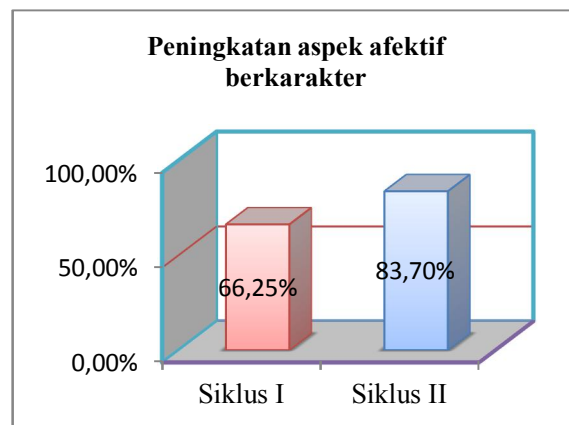 Peningkatan aspek afektif
berkarakter
100,00%
50,00%
0,00%
66,25%
83,70%
Siklus I
Siklus II